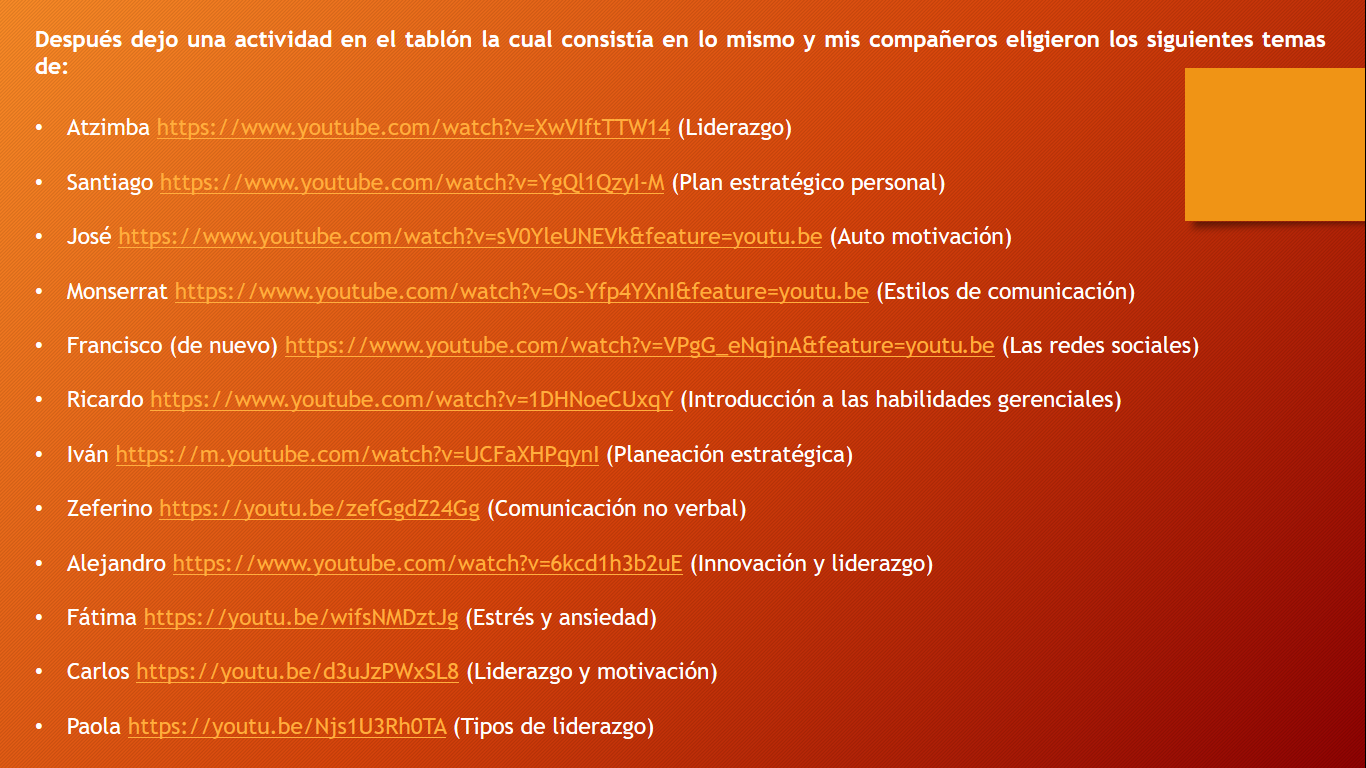 Después dejo una actividad en el tablón la cual consistía en lo mismo y mis compañeros eligieron los siguientes temas
de:
• Atzimba https://www.youtube.com/watch?v=XwVIftTTW14 (Liderazgo)
• Santiago https://www.youtube.com/watch?v=YgQl1QzyI-M (Plan estratégico personal)
• José https://www.youtube.com/watch?v=sV0YleUNEVk&feature=youtu.be (Auto motivación)
• Monserrat https://www.youtube.com/watch?v=Os-Yfp4YXnI&feature=youtu.be (Estilos de comunicación)
• Francisco (de nuevo) https://www.youtube.com/watch?v=VPgG_eNqjnA&feature=youtu.be (Las redes sociales)
• Ricardo https://www.youtube.com/watch?v=1DHNoeCUxqY (Introducción a las habilidades gerenciales)
• Iván https://m.youtube.com/watch?v=UCFaXHPqynI (Planeación estratégica)
• Zeferino https://youtu.be/zefGgdZ24Gg (Comunicación no verbal)
• Alejandro https://www.youtube.com/watch?v=6kcd1h3b2uE (Innovación y liderazgo)
• Fátima https://youtu.be/wifsNMDztJg (Estrés y ansiedad)
• Carlos https://youtu.be/d3uJzPWxSL8 (Liderazgo y motivación)
• Paola https://youtu.be/Njs1U3Rh0TA (Tipos de liderazgo)